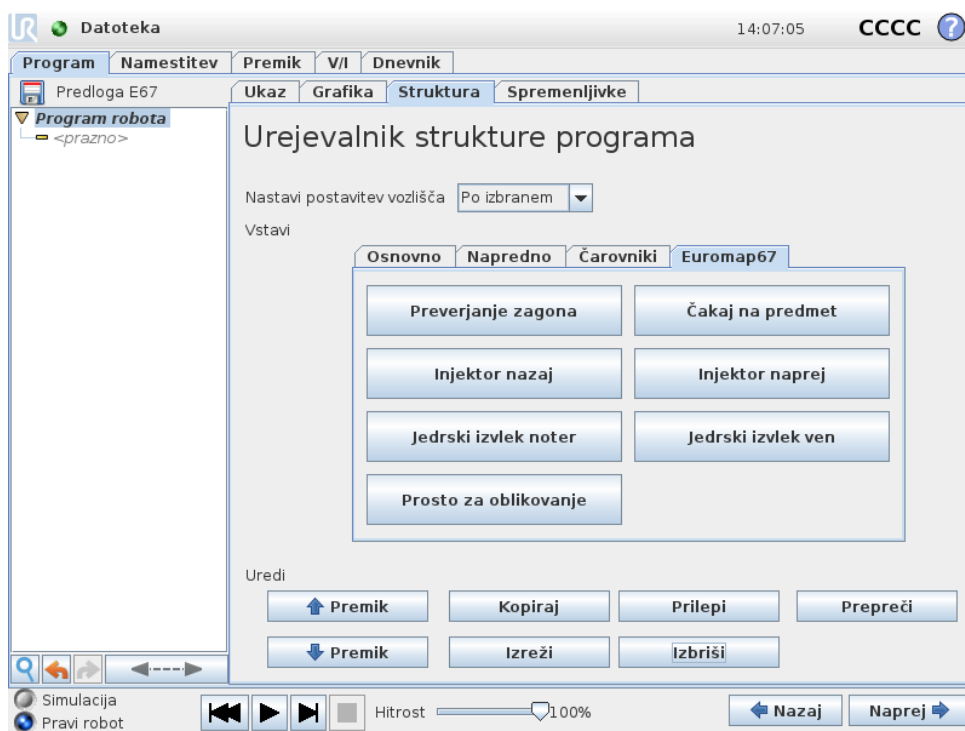 UR Datoteka 14:07:05 CCCC ?
Program Namestitev Premik V/I Dnevnik
Predloga E67 Ukaz Grafika Struktura Spremenljivke
Program robota
<prazno>
Urejevalnik strukture programa
Nastavi postavitev vozlišča Po izbranem
Vstavi
Osnovno Napredno Čarovniki Euromap67
Preverjanje zagona Čakaj na predmet
Injektor nazaj Injektor naprej
Jedrski izvlek noter Jedrski izvlek ven
Prosto za oblikovanje
Uredi
Premik Kopiraj Prilepi Prepreči
Premik Izreži Izbriši
Simulacija
Pravi robot
Hitrost 100% Nazaj Naprej